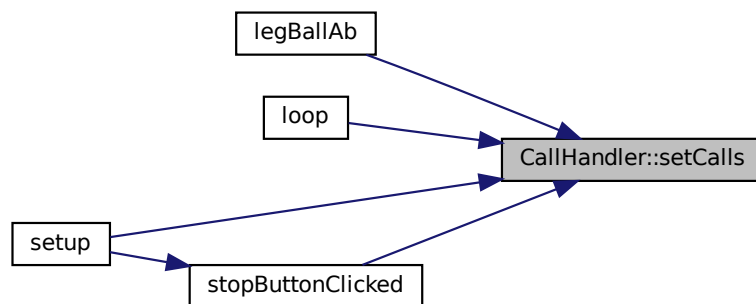 legBallAb
loop
CallHandler::setCalls
setup
stopButtonClicked